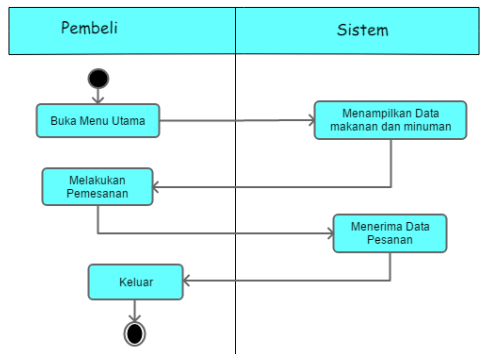 Pembeli
Sistem
Buka Menu Utama
Menampilkan Data
makanan dan minuman
Melakukan
Pemesanan
Menerima Data
Pesanan
Keluar